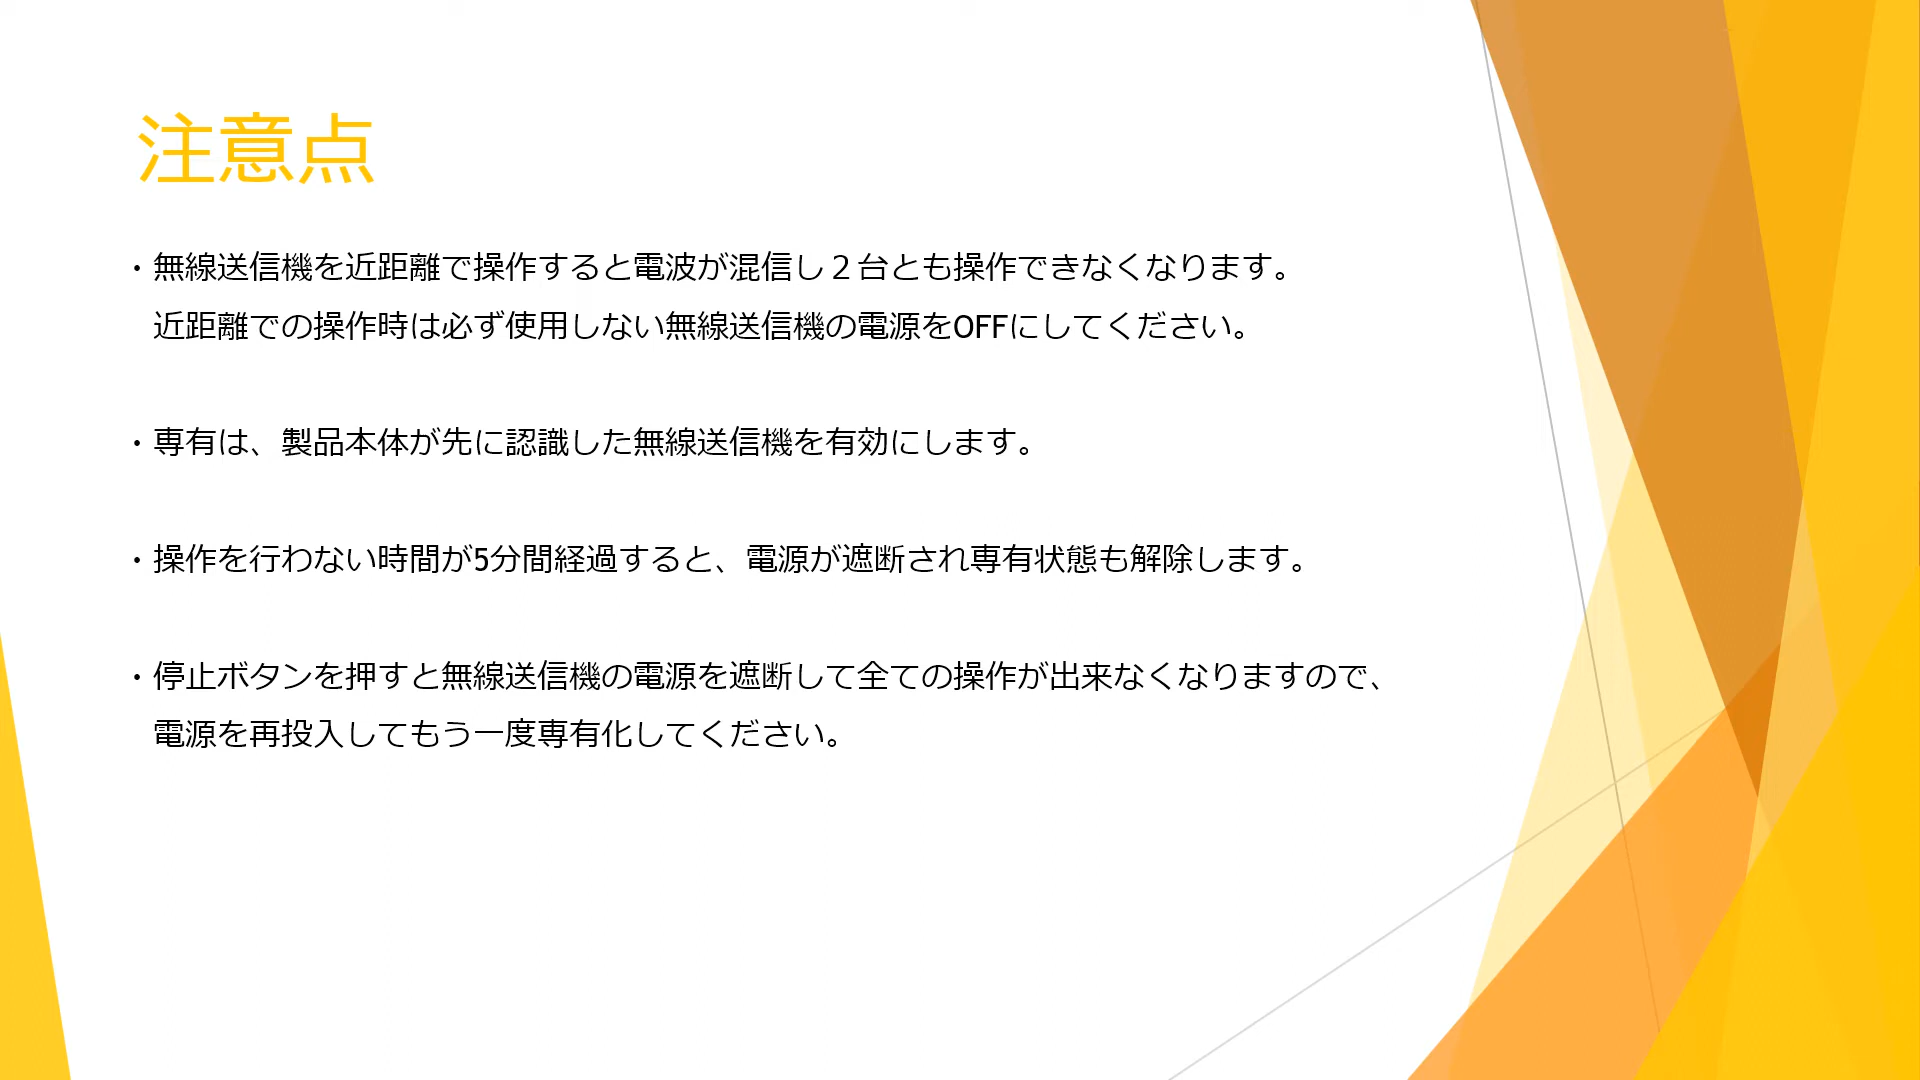 注意点
・無線送信機を近距離で操作すると電波が混信し２台とも操作できなくなります。
近距離での操作時は必ず使用しない無線送信機の電源をOFFにしてください。
・専有は、製品本体が先に認識した無線送信機を有効にします。
・操作を行わない時間が5分間経過すると、電源が遮断され専有状態も解除します。
・停止ボタンを押すと無線送信機の電源を遮断して全ての操作が出来なくなりますので、
電源を再投入してもう一度専有化してください。